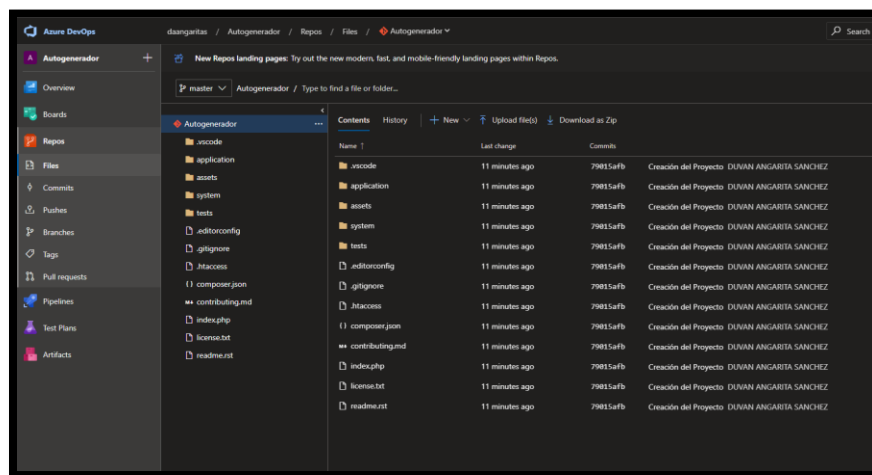 Azure DevOps
daangaritas / Autogenerador / Repos / Files / Autogenerador
Search
A Autogenerador +
New Repos landing pages: Try out the new modern, fast, and mobile-friendly landing pages within Repos.
Overview
master Autogenerador / Type to find a file or folder...
Boards
Autogenerador ...
Contents History + New Upload file(s) Download as Zip
Repos
.vscode
Name ↑ Last change Commits
Files
application
.vscode 11 minutes ago 79015afb Creación del Proyecto DUVAN ANGARITA SANCHEZ
assets
Commits
application 11 minutes ago 79015afb Creación del Proyecto DUVAN ANGARITA SANCHEZ
system
assets 11 minutes ago 79015afb Creación del Proyecto DUVAN ANGARITA SANCHEZ
Pushes
tests
system 11 minutes ago 79015afb Creación del Proyecto DUVAN ANGARITA SANCHEZ
Branches
.editorconfig
tests 11 minutes ago 79015afb Creación del Proyecto DUVAN ANGARITA SANCHEZ
Tags
.gitignore
.editorconfig 11 minutes ago 79015afb Creación del Proyecto DUVAN ANGARITA SANCHEZ
.htaccess
Pull requests
.gitignore 11 minutes ago 79015afb Creación del Proyecto DUVAN ANGARITA SANCHEZ
{} composer.json
Pipelines
M+ contributing.md
.htaccess 11 minutes ago 79015afb Creación del Proyecto DUVAN ANGARITA SANCHEZ
index.php
{} composer.json 11 minutes ago 79015afb Creación del Proyecto DUVAN ANGARITA SANCHEZ
Test Plans
license.txt
M+ contributing.md 11 minutes ago 79015afb Creación del Proyecto DUVAN ANGARITA SANCHEZ
Artifacts
readme.rst
index.php 11 minutes ago 79015afb Creación del Proyecto DUVAN ANGARITA SANCHEZ
license.txt 11 minutes ago 79015afb Creación del Proyecto DUVAN ANGARITA SANCHEZ
readme.rst 11 minutes ago 79015afb Creación del Proyecto DUVAN ANGARITA SANCHEZ